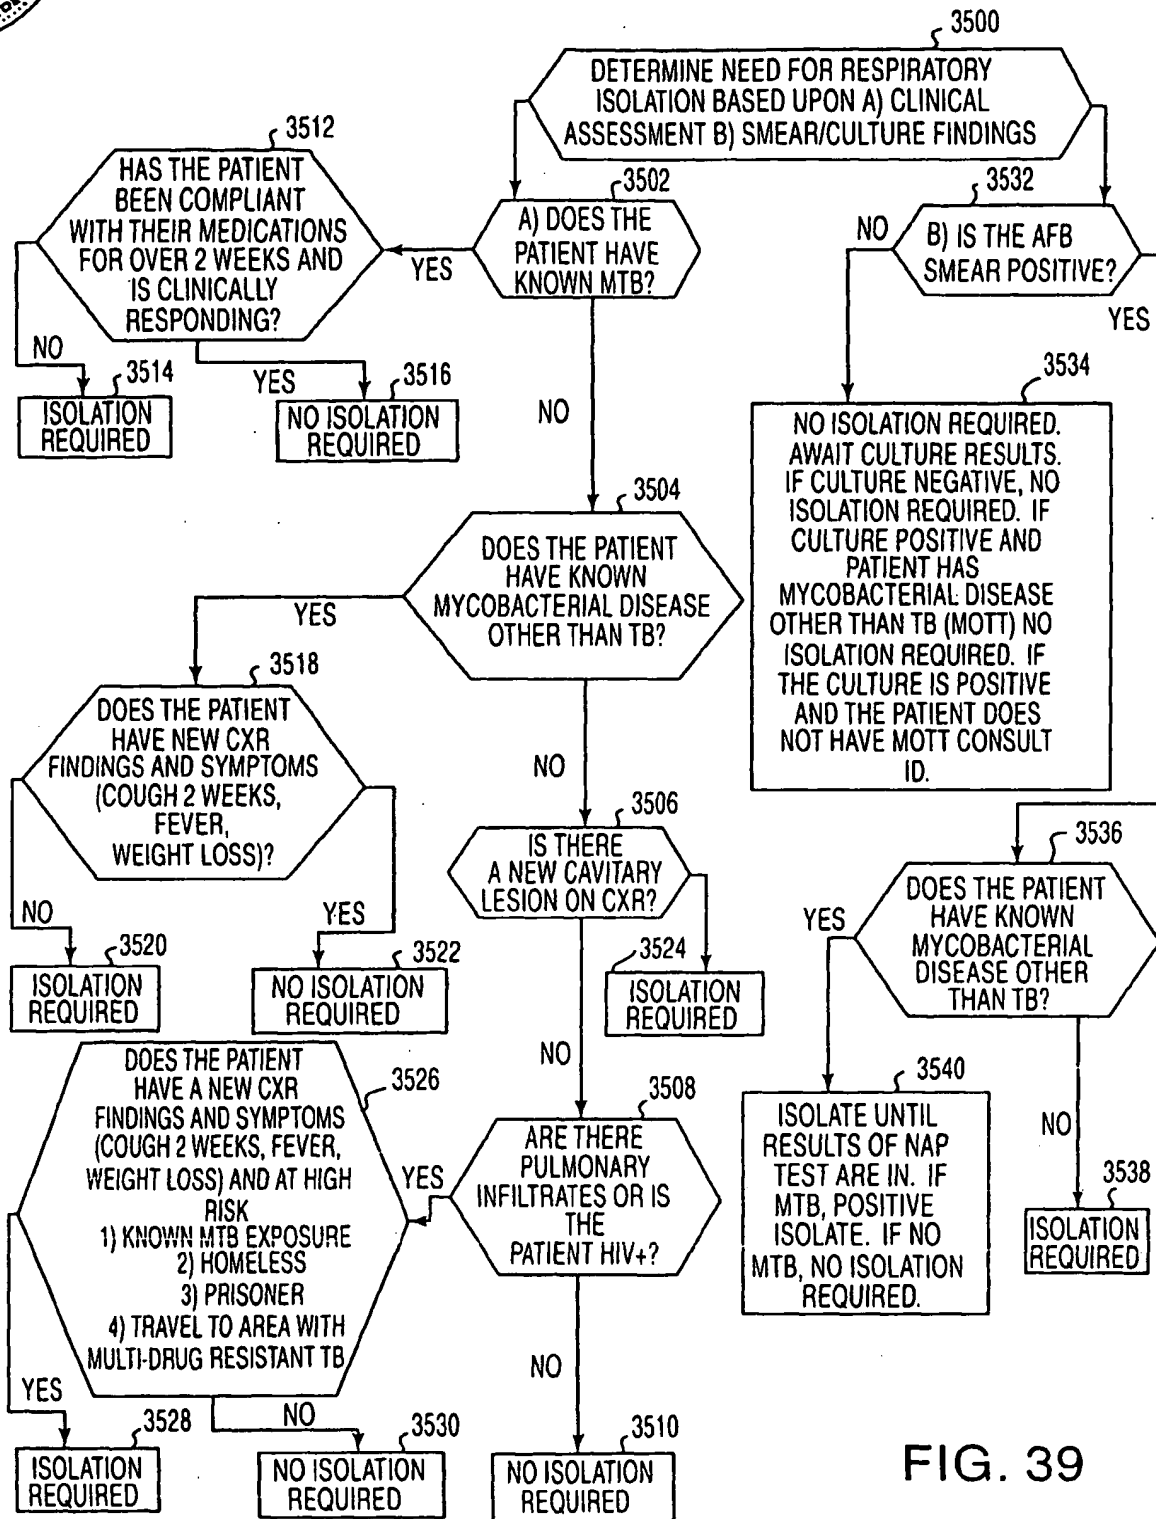 3500
DETERMINE NEED FOR RESPIRATORY
ISOLATION BASED UPON A) CLINICAL
ASSESSMENT B) SMEAR/CULTURE FINDINGS
3512
HAS THE PATIENT
BEEN COMPLIANT
WITH THEIR MEDICATIONS
FOR OVER 2 WEEKS AND
IS CLINICALLY
RESPONDING?
3502
A) DOES THE
PATIENT HAVE
KNOWN MTB?
YES
3532
B) IS THE AFB
SMEAR POSITIVE?
NO
YES
NO
3514
ISOLATION
REQUIRED
YES
3516
NO ISOLATION
REQUIRED
NO
3534
NO ISOLATION REQUIRED.
AWAIT CULTURE RESULTS.
IF CULTURE NEGATIVE, NO
ISOLATION REQUIRED. IF
CULTURE POSITIVE AND
PATIENT HAS
MYCOBACTERIAL DISEASE
OTHER THAN TB (MOTT) NO
ISOLATION REQUIRED. IF
THE CULTURE IS POSITIVE
AND THE PATIENT DOES
NOT HAVE MOTT CONSULT
ID.
3504
DOES THE PATIENT
HAVE KNOWN
MYCOBACTERIAL DISEASE
OTHER THAN TB?
YES
3518
DOES THE PATIENT
HAVE NEW CXR
FINDINGS AND SYMPTOMS
(COUGH 2 WEEKS,
FEVER,
WEIGHT LOSS)?
NO
3506
IS THERE
A NEW CAVITARY
LESION ON CXR?
3536
DOES THE PATIENT
HAVE KNOWN
MYCOBACTERIAL
DISEASE OTHER
THAN TB?
YES
NO
3520
ISOLATION
REQUIRED
YES
3522
NO ISOLATION
REQUIRED
3524
ISOLATION
REQUIRED
NO
3526
DOES THE PATIENT
HAVE A NEW CXR
FINDINGS AND SYMPTOMS
(COUGH 2 WEEKS, FEVER,
WEIGHT LOSS) AND AT HIGH
RISK
1) KNOWN MTB EXPOSURE
2) HOMELESS
3) PRISONER
4) TRAVEL TO AREA WITH
MULTI-DRUG RESISTANT TB
YES
3508
ARE THERE
PULMONARY
INFILTRATES OR IS
THE
PATIENT HIV+?
3540
ISOLATE UNTIL
RESULTS OF NAP
TEST ARE IN. IF
MTB, POSITIVE
ISOLATE. IF NO
MTB, NO ISOLATION
REQUIRED.
NO
3538
ISOLATION
REQUIRED
YES
3528
ISOLATION
REQUIRED
NO
3530
NO ISOLATION
REQUIRED
NO
3510
NO ISOLATION
REQUIRED
FIG. 39